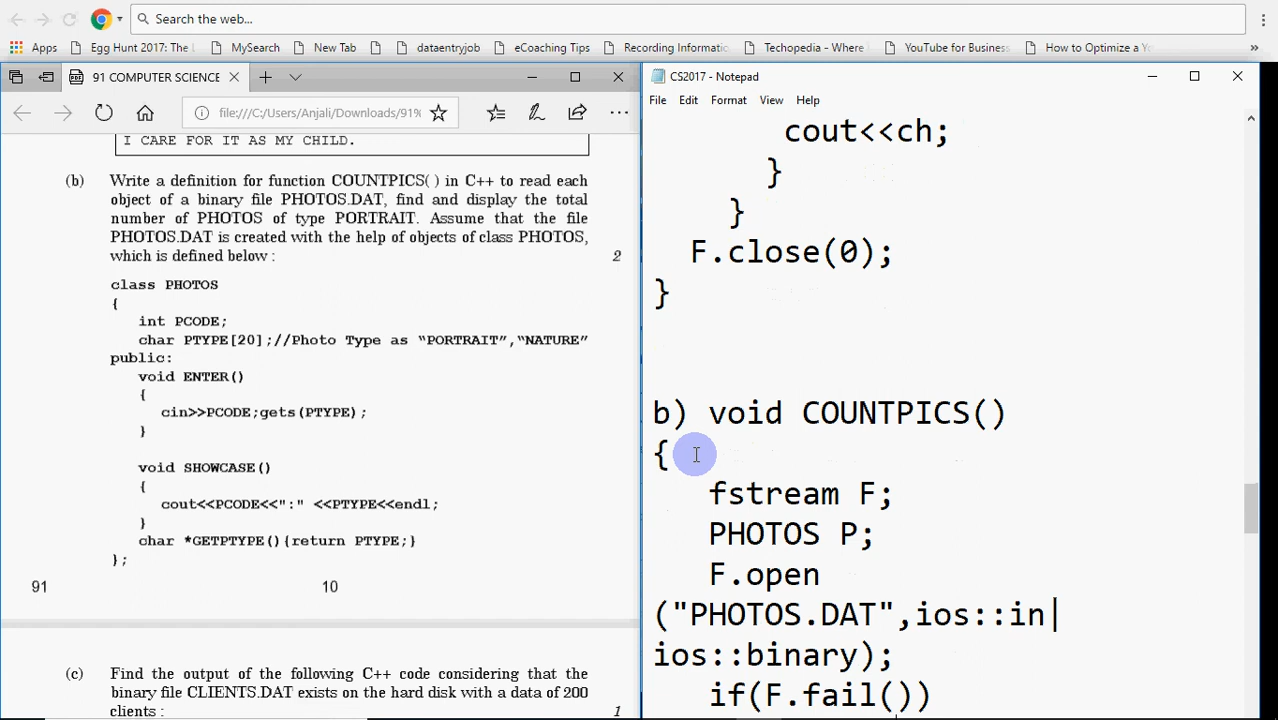 Search the web...
Apps Egg Hunt 2017: The L MySearch New Tab dataentryjob eCoaching Tips Recording Informatic Techopedia - Where YouTube for Business How to Optimize a Yo »
91 COMPUTER SCIENCE
file:///C:/Users/Anjali/Downloads/91%
I CARE FOR IT AS MY CHILD.
(b) Write a definition for function COUNTPICS( ) in C++ to read each
object of a binary file PHOTOS.DAT, find and display the total
number of PHOTOS of type PORTRAIT. Assume that the file
PHOTOS.DAT is created with the help of objects of class PHOTOS,
which is defined below : 2
class PHOTOS
{
int PCODE;
char PTYPE[20];//Photo Type as “PORTRAIT”,“NATURE”
public:
void ENTER()
{
cin>>PCODE;gets(PTYPE);
}
void SHOWCASE()
{
cout<<PCODE<<":" <<PTYPE<<endl;
}
char *GETPTYPE(){return PTYPE;}
};
91 10
(c) Find the output of the following C++ code considering that the
binary file CLIENTS.DAT exists on the hard disk with a data of 200
clients : 1
CS2017 - Notepad
File Edit Format View Help
cout<<ch;
}
}
F.close(0);
}
b) void COUNTPICS()
{
fstream F;
PHOTOS P;
F.open
("PHOTOS.DAT",ios::in|
ios::binary);
if(F.fail())